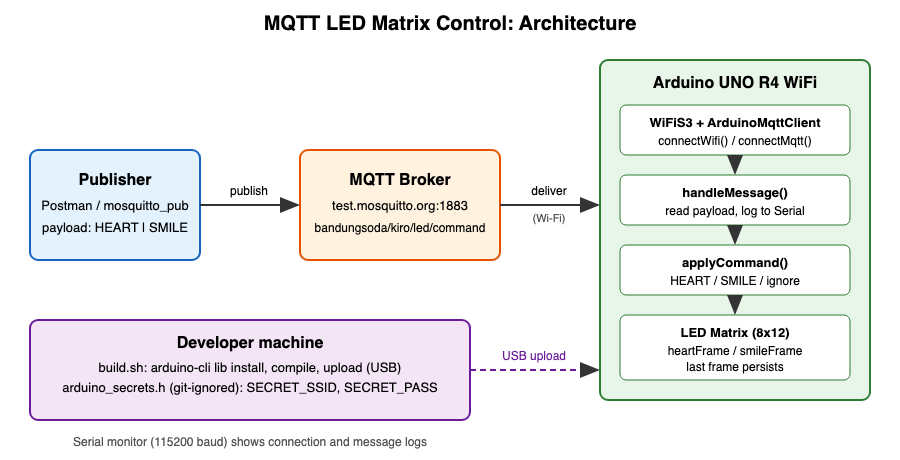 MQTT LED Matrix Control: Architecture
Publisher
Postman / mosquitto_pub
payload: HEART | SMILE
publish
MQTT Broker
test.mosquitto.org:1883
bandungsoda/kiro/led/command
deliver
(Wi-Fi)
Arduino UNO R4 WiFi
WiFiS3 + ArduinoMqttClient
connectWifi() / connectMqtt()
handleMessage()
read payload, log to Serial
applyCommand()
HEART / SMILE / ignore
LED Matrix (8x12)
heartFrame / smileFrame
last frame persists
Developer machine
build.sh: arduino-cli lib install, compile, upload (USB)
arduino_secrets.h (git-ignored): SECRET_SSID, SECRET_PASS
USB upload
Serial monitor (115200 baud) shows connection and message logs